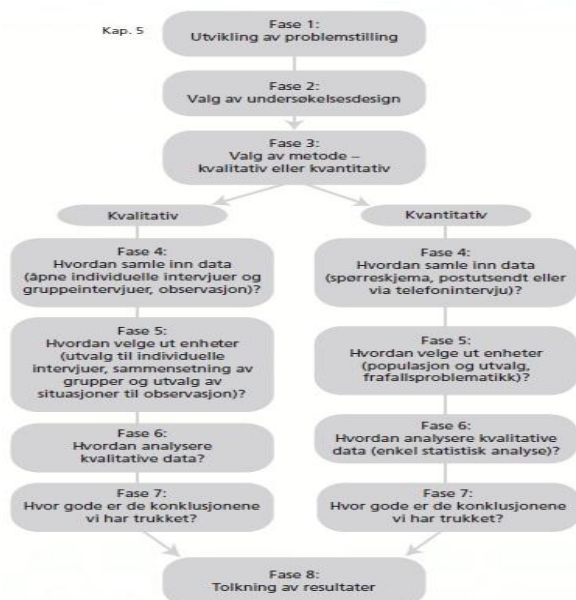 Kap. 5
Fase 1:
Utvikling av problemstilling
Fase 2:
Valg av undersøkelsesdesign
Fase 3:
Valg av metode –
kvalitativ eller kvantitativ
Kvalitativ
Fase 4:
Hvordan samle inn data
(åpne individuelle intervjuer og
gruppeintervjuer, observasjon)?
Fase 5:
Hvordan velge ut enheter
(utvalg til individuelle
intervjuer, sammensetning av
grupper og utvalg av
situasjoner til observasjon)?
Fase 6:
Hvordan analysere
kvalitative data?
Fase 7:
Hvor gode er de konklusjonene
vi har trukket?
Kvantitativ
Fase 4:
Hvordan samle inn data
(spørreskjema, postutsendt eller
via telefonintervju)?
Fase 5:
Hvordan velge ut enheter
(populasjon og utvalg,
frafallsproblematikk)?
Fase 6:
Hvordan analysere kvalitative
data (enkel statistisk analyse)?
Fase 7:
Hvor gode er de konklusjonene
vi har trukket?
Fase 8:
Tolkning av resultater